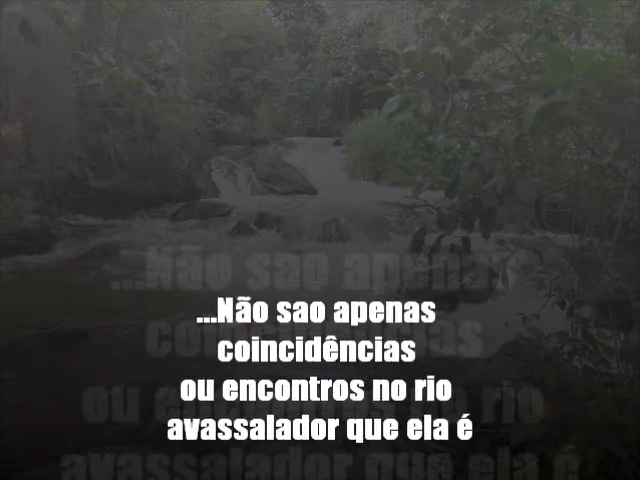 ...Não sao apenas
coincidências
ou encontros no rio
avassalador que ela é